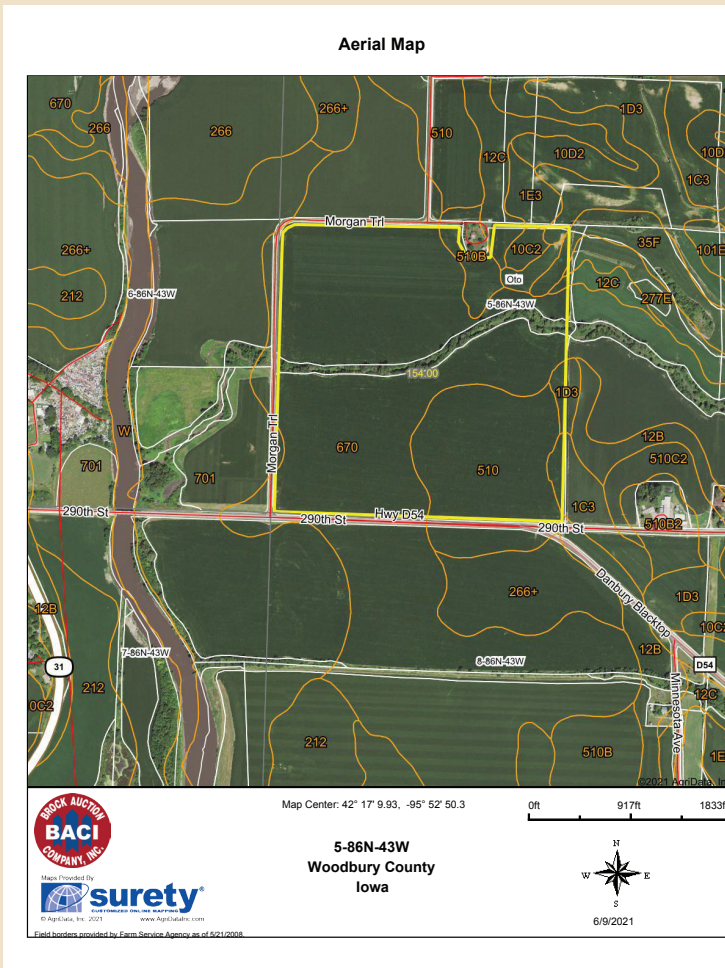 Aerial Map
670
266
266
266+
510
1D3
12C
10D2
10D
1C3
1E3
Morgan Trl
266+
510B
10C2
35F
101E
Oto
12C
277E
212
6-86N-43W
5-86N-43W
154.00
1D3
W
Morgan Trl
12B
701
701
670
510
510C2
1C3
290th St
290th St
Hwy D54
290th St
510B2
Danbury Blacktop
266+
1D3
12B
10C2
7-86N-43W
8-86N-43W
12B
D54
31
0C2
212
Minnesota Ave
12C
212
510B
1E
©2021 AgriData, In
BROCK AUCTION
BACI
COMPANY, INC.
Maps Provided By
surety®
CUSTOMIZED ONLINE MAPPING
© AgriData, Inc. 2021 www.AgriDataInc.com
Field borders provided by Farm Service Agency as of 5/21/2008.
Map Center: 42° 17' 9.93, -95° 52' 50.3
5-86N-43W
Woodbury County
Iowa
0ft 917ft 1833f
N
W E
S
6/9/2021